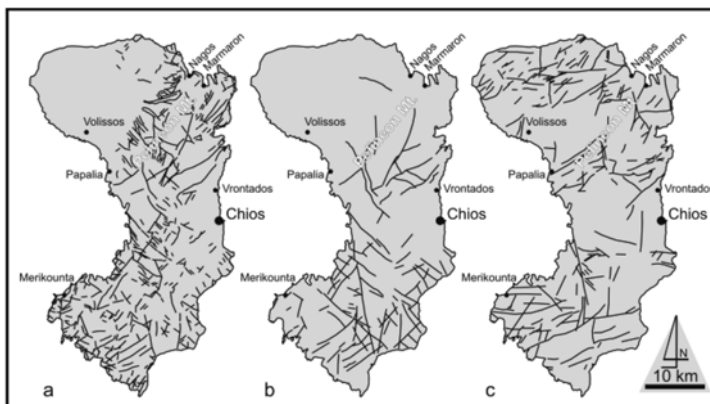 Nagos
Marmaron
Volissos
Papalia
Vrontados
Chios
Merikounta
a
Nagos
Marmaron
Volissos
Papalia
Vrontados
Chios
Merikounta
b
Nagos
Marmaron
Volissos
Papalia
Vrontados
Chios
Merikounta
c
N
10 km